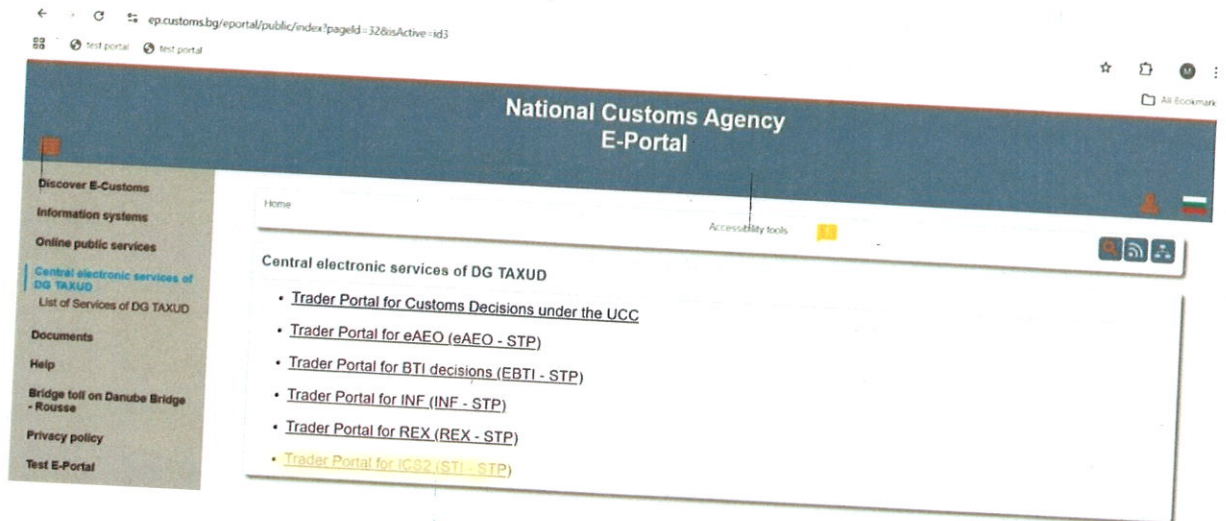 ep.customs.bg/eportal/public/index?pageId=32&isActive=id3
test portal
test portal
All Bookmark
National Customs Agency
E-Portal
Discover E-Customs
Information systems
Online public services
Central electronic services of
DG TAXUD
List of Services of DG TAXUD
Documents
Help
Bridge toll on Danube Bridge
- Rousse
Privacy policy
Test E-Portal
Home
Accessibility tools
Central electronic services of DG TAXUD
• Trader Portal for Customs Decisions under the UCC
• Trader Portal for eAEO (eAEO - STP)
• Trader Portal for BTI decisions (EBTI - STP)
• Trader Portal for INF (INF - STP)
• Trader Portal for REX (REX - STP)
• Trader Portal for ICS2 (STI - STP)